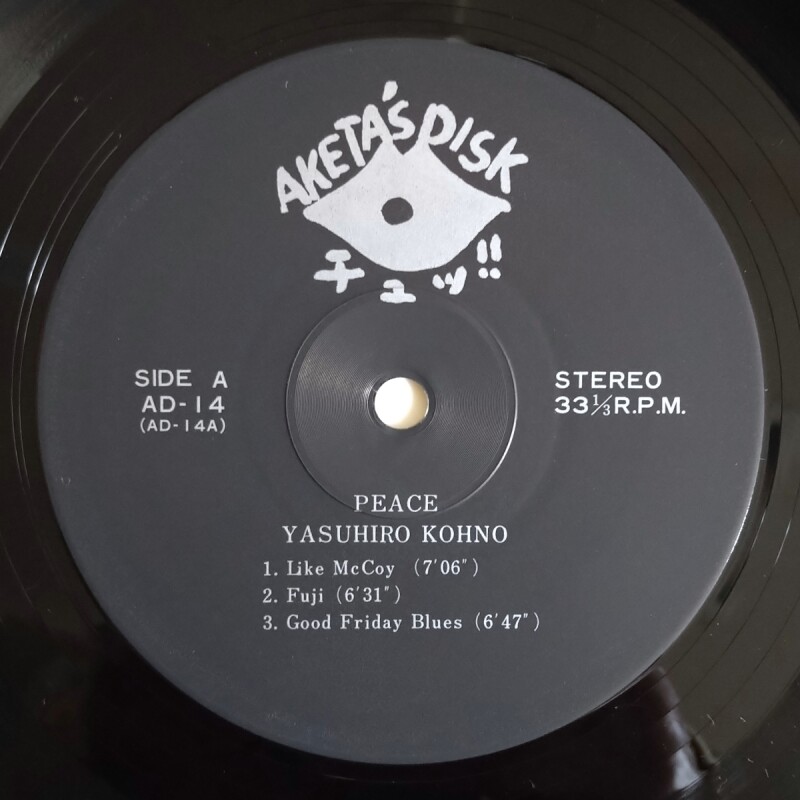 AKETA'S DISK
チュッ!!
SIDE A
AD-14
(AD-14A)
STEREO
33⅓ R.P.M.
PEACE
YASUHIRO KOHNO
1. Like McCoy (7'06")
2. Fuji (6'31")
3. Good Friday Blues (6'47")